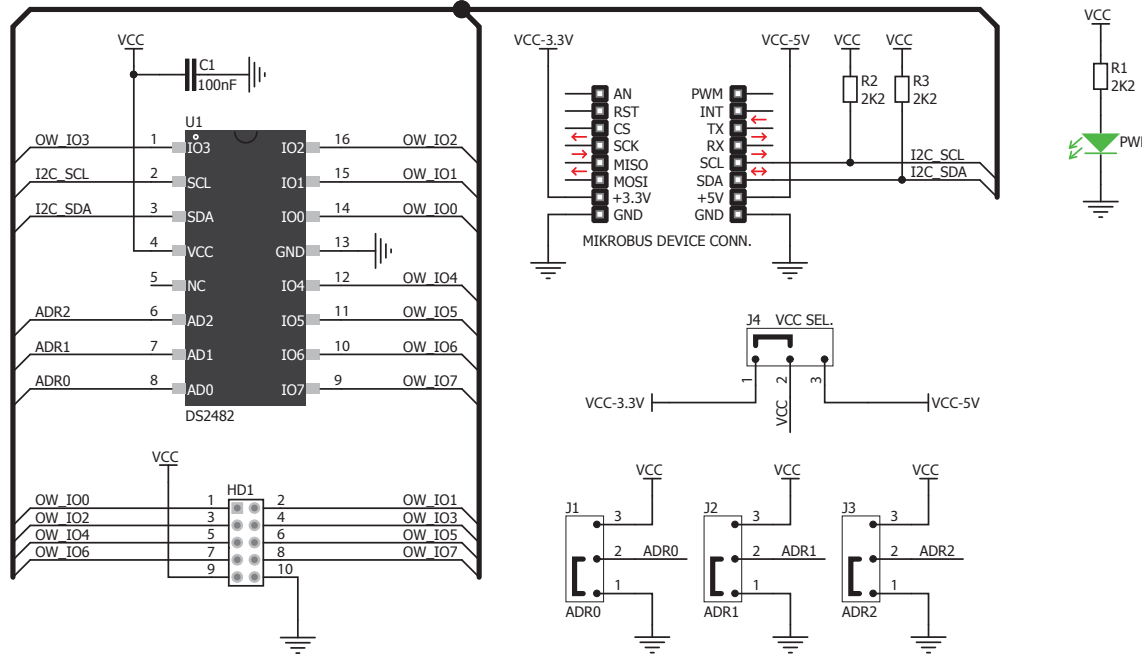 VCC
C1
100nF
U1
OW_IO3 1 IO3 IO2 16 OW_IO2
I2C_SCL 2 SCL IO1 15 OW_IO1
I2C_SDA 3 SDA IO0 14 OW_IO0
4 VCC GND 13
5 NC IO4 12 OW_IO4
ADR2 6 AD2 IO5 11 OW_IO5
ADR1 7 AD1 IO6 10 OW_IO6
ADR0 8 AD0 IO7 9 OW_IO7
DS2482
VCC
HD1
OW_IO0 1 2 OW_IO1
OW_IO2 3 4 OW_IO3
OW_IO4 5 6 OW_IO5
OW_IO6 7 8 OW_IO7
9 10
VCC-3.3V VCC-5V VCC VCC
R2
2K2
R3
2K2
AN PWM
RST INT
CS TX
SCK RX
MISO SCL I2C_SCL
MOSI SDA I2C_SDA
+3.3V +5V
GND GND
MIKROBUS DEVICE CONN.
VCC
R1
2K2
J4 VCC SEL.
1 2 3
VCC-3.3V VCC VCC-5V
VCC
J1
3
2 ADR0
1
ADR0
VCC
J2
3
2 ADR1
1
ADR1
VCC
J3
3
2 ADR2
1
ADR2